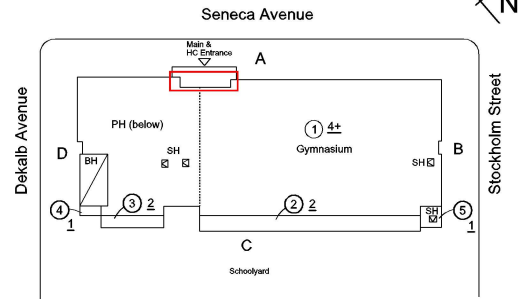 Seneca Avenue
N
Main &
HC Entrance
A
Dekalb Avenue
Stockholm Street
PH (below)
1 4+
Gymnasium
D
B
SH
BH
SH
SH
4
1
3 2
2 2
5
1
C
Schoolyard